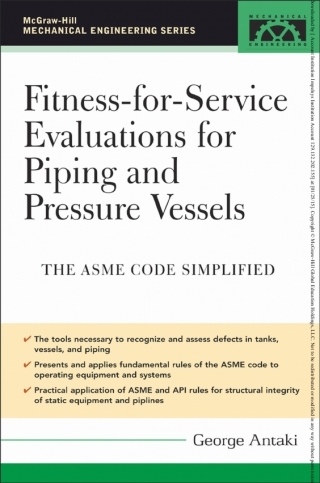 McGraw-Hill
MECHANICAL ENGINEERING SERIES
MECHANICAL
ENGINEERING
Fitness-for-Service
Evaluations for
Piping and
Pressure Vessels
THE ASME CODE SIMPLIFIED
✔ The tools necessary to recognize and assess defects in tanks,
vessels, and piping
✔ Presents and applies fundamental rules of the ASME code to
operating equipment and systems
✔ Practical application of ASME and API rules for structural integrity
of static equipment and piplines
George Antaki